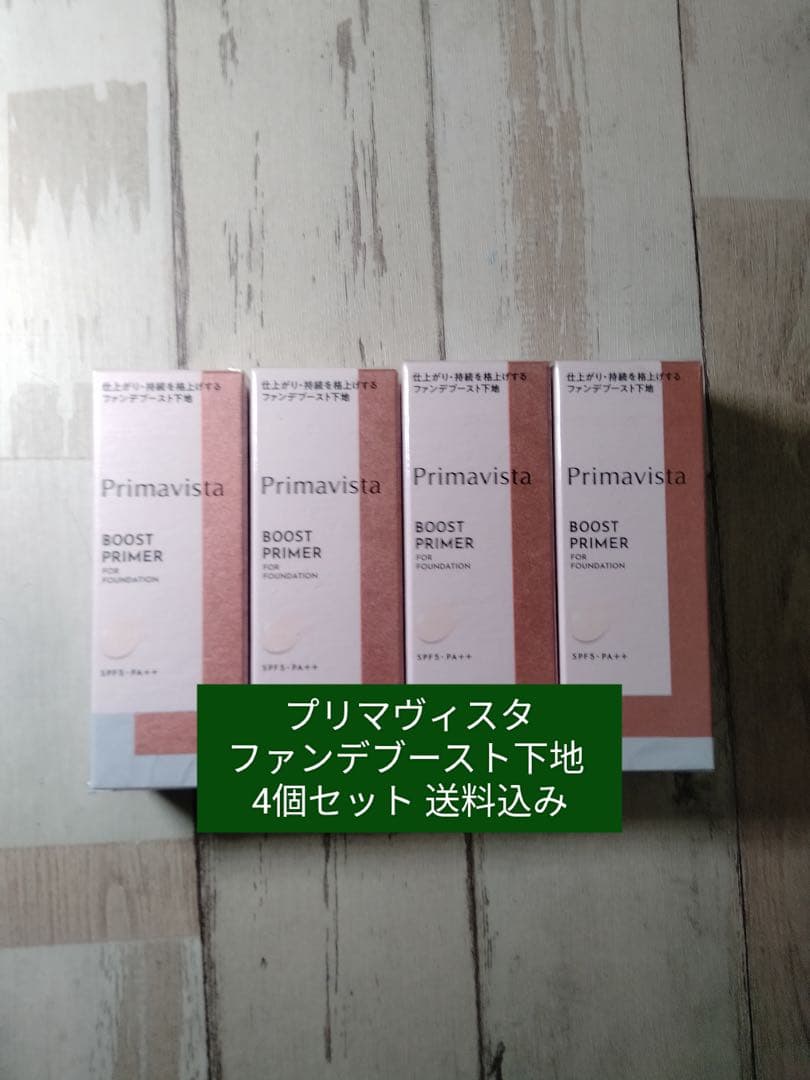 仕上がり・持続を格上げする
ファンデブースト下地
Primavista
BOOST
PRIMER
FOR
FOUNDATION
SPF5・PA++
仕上がり・持続を格上げする
ファンデブースト下地
Primavista
BOOST
PRIMER
FOR
FOUNDATION
SPF5・PA++
仕上がり・持続を格上げする
ファンデブースト下地
Primavista
BOOST
PRIMER
FOR
FOUNDATION
SPF5・PA++
仕上がり・持続を格上げする
ファンデブースト下地
Primavista
BOOST
PRIMER
FOR
FOUNDATION
SPF5・PA++
プリマヴィスタ
ファンデブースト下地
4個セット 送料込み